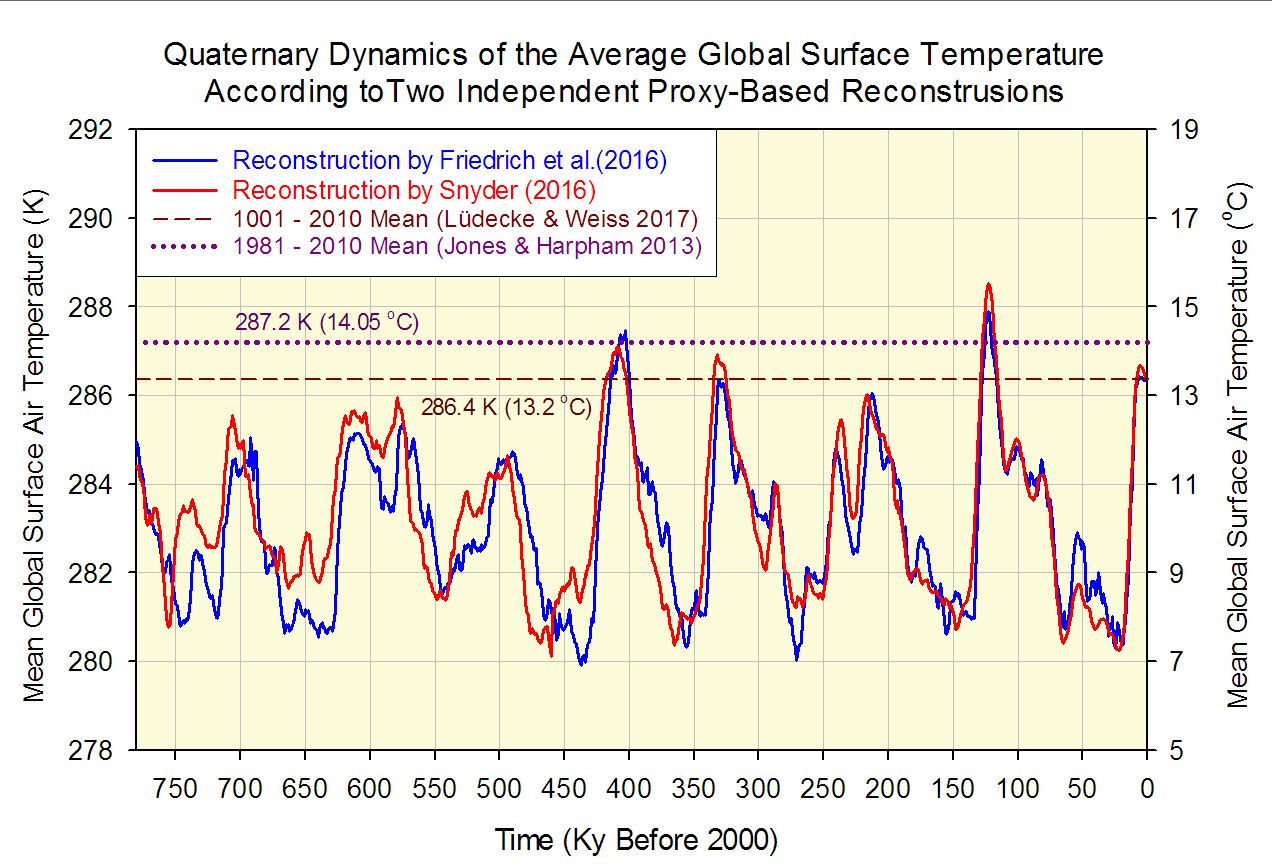 Quaternary Dynamics of the Average Global Surface Temperature
According toTwo Independent Proxy-Based Reconstrusions
Mean Global Surface Air Temperature (K)
292
290
288
286
284
282
280
278
Reconstruction by Friedrich et al.(2016)
Reconstruction by Snyder (2016)
1001 - 2010 Mean (Lüdecke & Weiss 2017)
1981 - 2010 Mean (Jones & Harpham 2013)
287.2 K (14.05 °C)
286.4 K (13.2 °C)
19
17
15
13
11
9
7
5
Mean Global Surface Air Temperature (°C)
750 700 650 600 550 500 450 400 350 300 250 200 150 100 50 0
Time (Ky Before 2000)